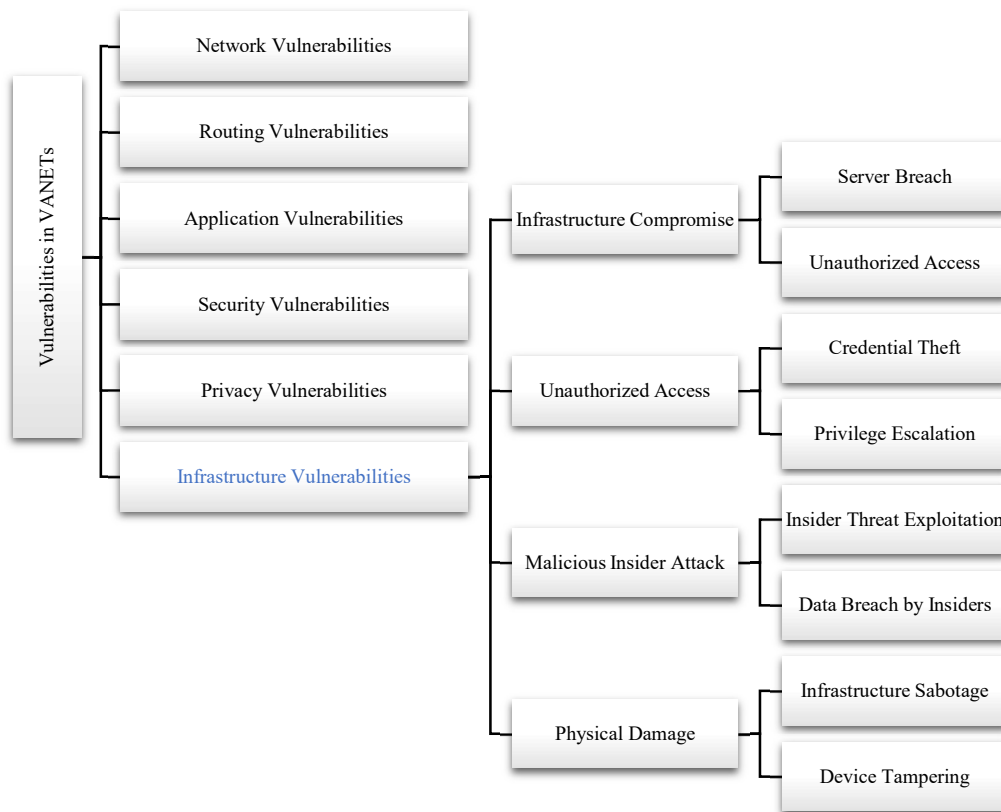 Vulnerabilities in VANETs
Network Vulnerabilities
Routing Vulnerabilities
Application Vulnerabilities
Security Vulnerabilities
Privacy Vulnerabilities
Infrastructure Vulnerabilities
Infrastructure Compromise
Server Breach
Unauthorized Access
Unauthorized Access
Credential Theft
Privilege Escalation
Malicious Insider Attack
Insider Threat Exploitation
Data Breach by Insiders
Physical Damage
Infrastructure Sabotage
Device Tampering